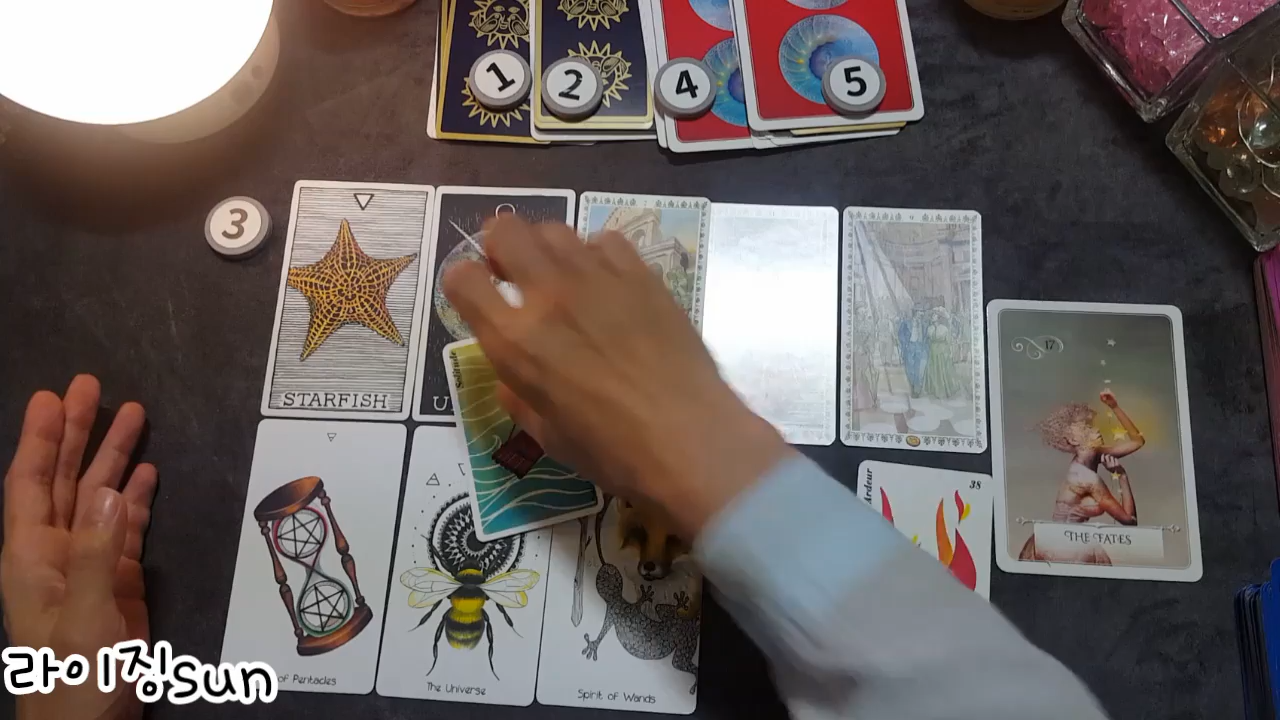 1
2
4
5
3
STARFISH
U
Solitude
17
THE FATES
Ardeur
38
of Pentacles
The Universe
Spirit of Wands
라이징sun